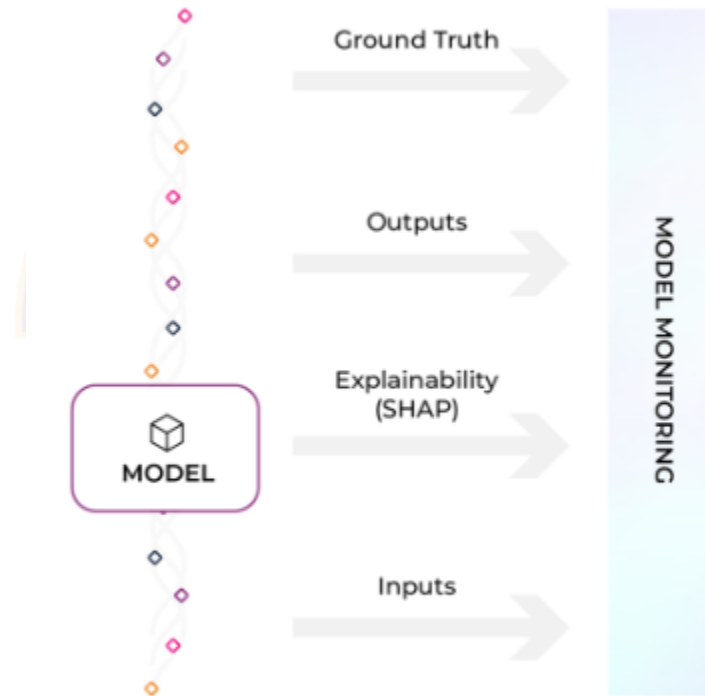 Ground Truth
Outputs
Explainability
(SHAP)
MODEL
Inputs
MODEL MONITORING